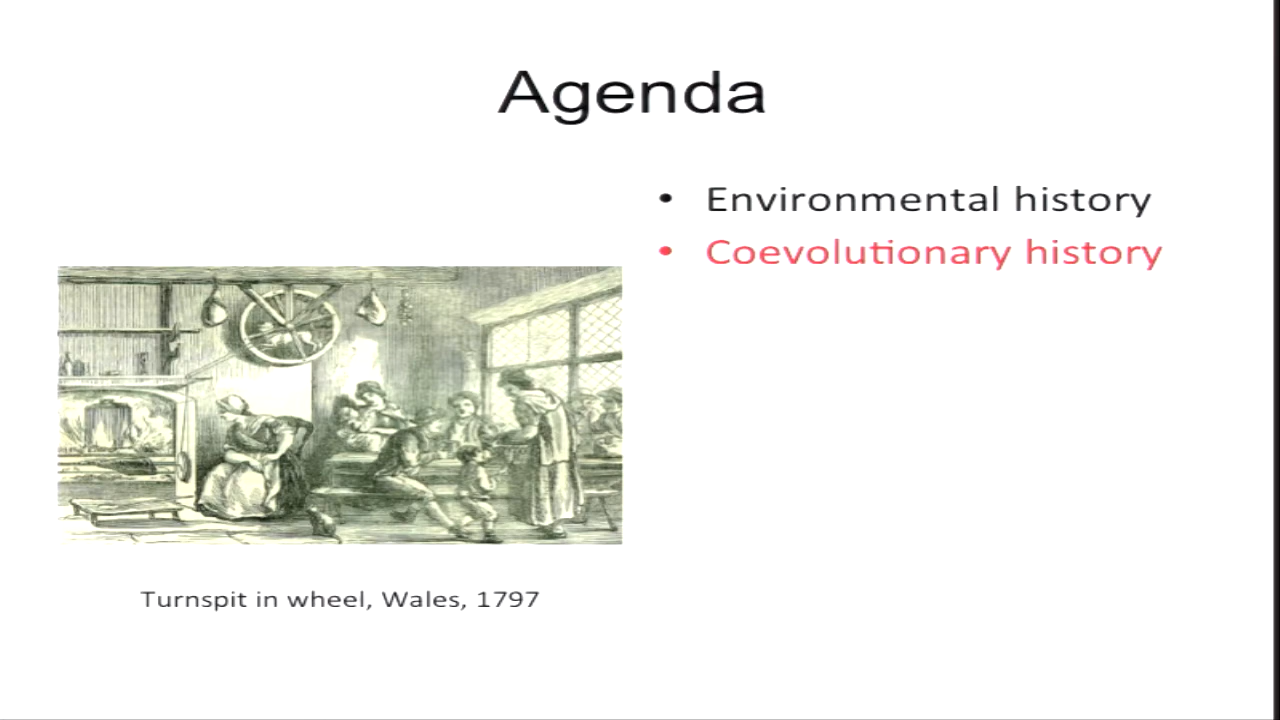 Agenda
• Environmental history
• Coevolutionary history
Turnspit in wheel, Wales, 1797